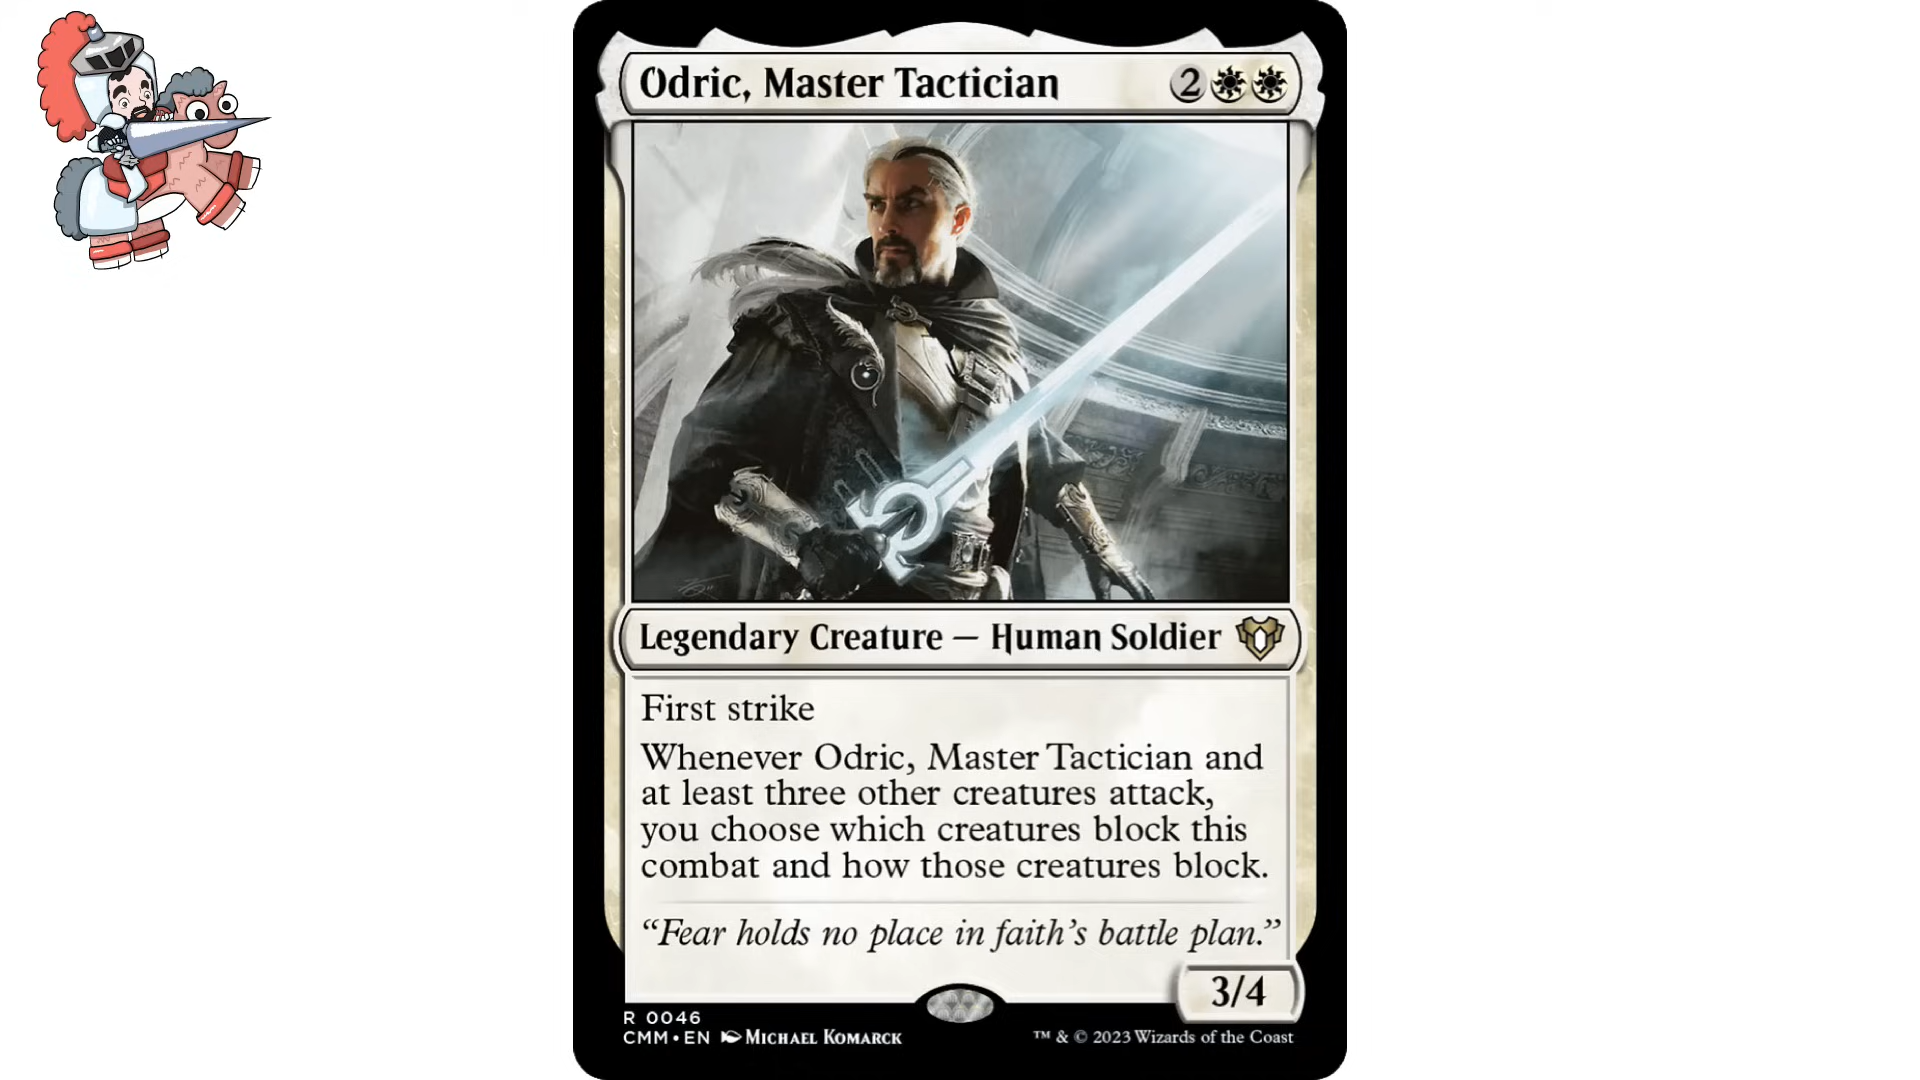 Odric, Master Tactician
2
Legendary Creature — Human Soldier
First strike
Whenever Odric, Master Tactician and
at least three other creatures attack,
you choose which creatures block this
combat and how those creatures block.
“Fear holds no place in faith’s battle plan.”
3/4
R 0046
CMM • EN Michael Komarck
™ & © 2023 Wizards of the Coast